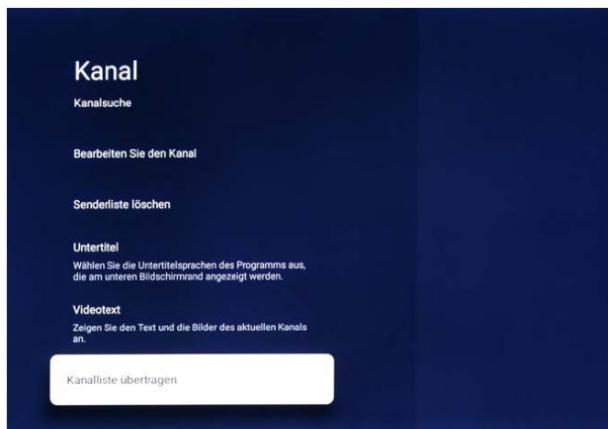 Kanal
Kanalsuche
Bearbeiten Sie den Kanal
Senderliste löschen
Untertitel
Wählen Sie die Untertitelsprachen des Programms aus,
die am unteren Bildschirmrand angezeigt werden.
Videotext
Zeigen Sie den Text und die Bilder des aktuellen Kanals
an.
Kanalliste übertragen